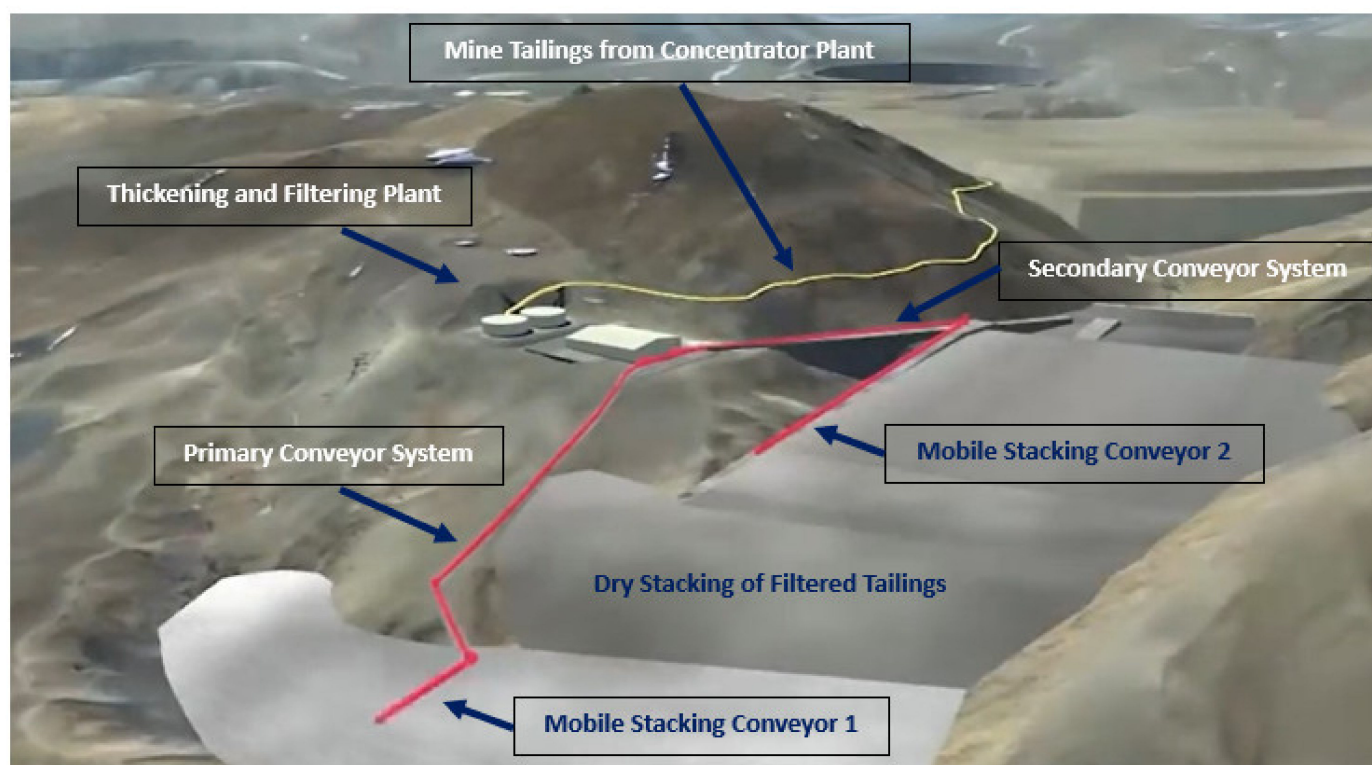 Mine Tailings from Concentrator Plant
Thickening and Filtering Plant
Secondary Conveyor System
Primary Conveyor System
Mobile Stacking Conveyor 2
Dry Stacking of Filtered Tailings
Mobile Stacking Conveyor 1